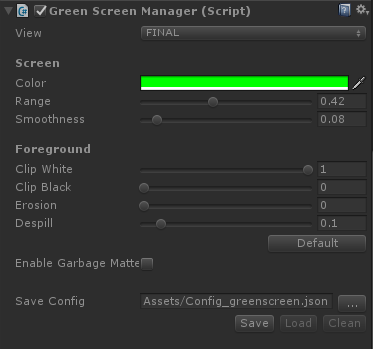 Green Screen Manager (Script)
View FINAL
Screen
Color
Range 0.42
Smoothness 0.08
Foreground
Clip White 1
Clip Black 0
Erosion 0
Despill 0.1
Default
Enable Garbage Matte
Save Config Assets/Config_greenscreen.json ...
Save Load Clean